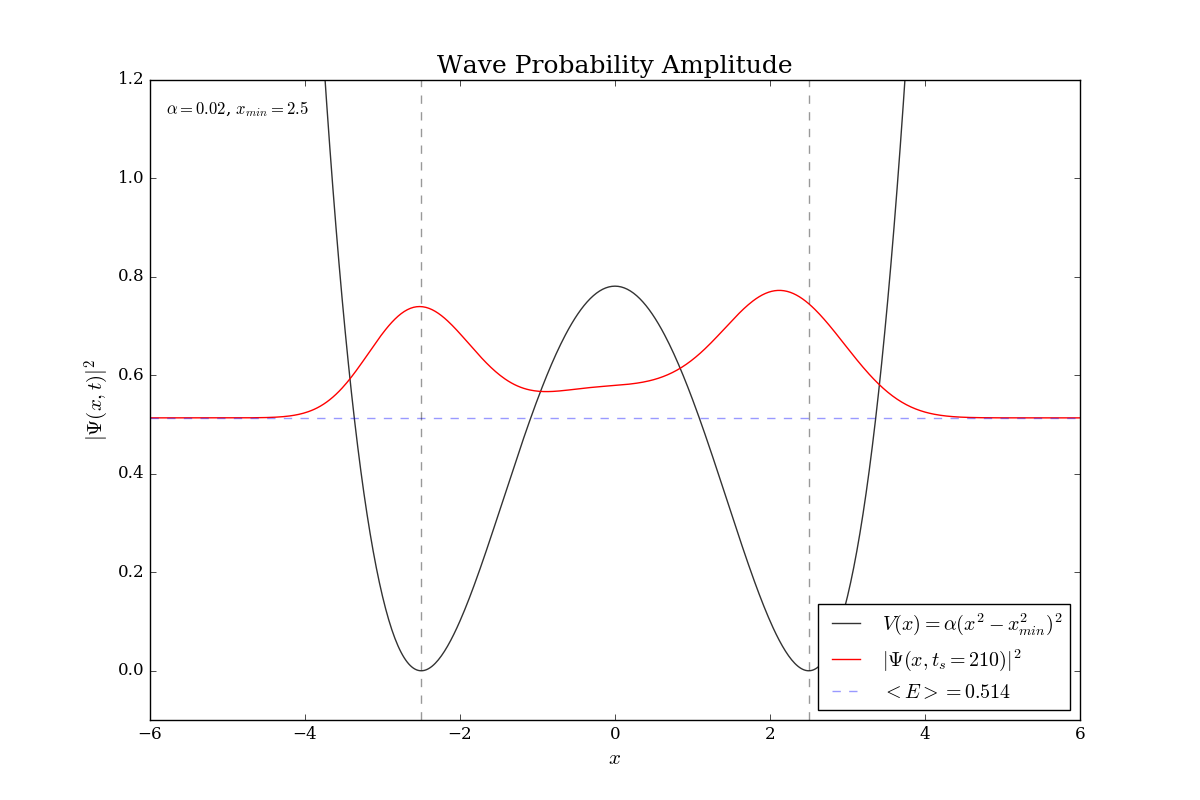 Wave Probability Amplitude
α = 0.02, x_min = 2.5
|Ψ(x, t)|²
1.2
1.0
0.8
0.6
0.4
0.2
0.0
−6
−4
−2
0
2
4
6
x
V(x) = α(x² − x²_min)²
|Ψ(x, t_s = 210)|²
< E > = 0.514